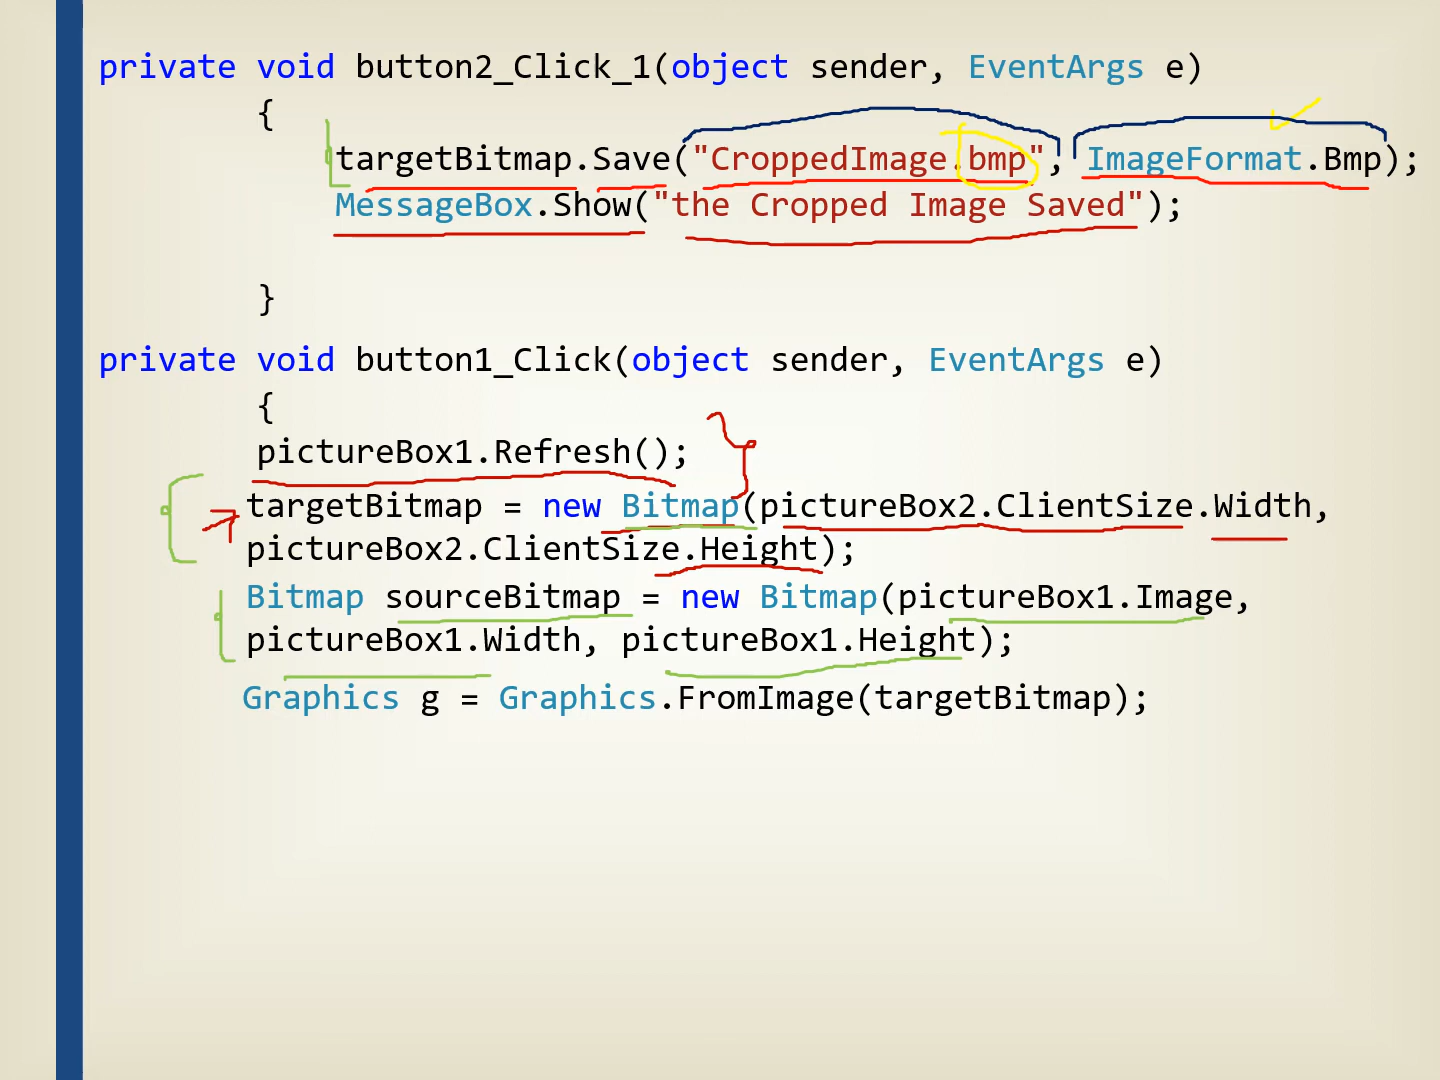 private void button2_Click_1(object sender, EventArgs e)
{
targetBitmap.Save("CroppedImage.bmp", ImageFormat.Bmp);
MessageBox.Show("the Cropped Image Saved");
}
private void button1_Click(object sender, EventArgs e)
{
pictureBox1.Refresh();
targetBitmap = new Bitmap(pictureBox2.ClientSize.Width,
pictureBox2.ClientSize.Height);
Bitmap sourceBitmap = new Bitmap(pictureBox1.Image,
pictureBox1.Width, pictureBox1.Height);
Graphics g = Graphics.FromImage(targetBitmap);